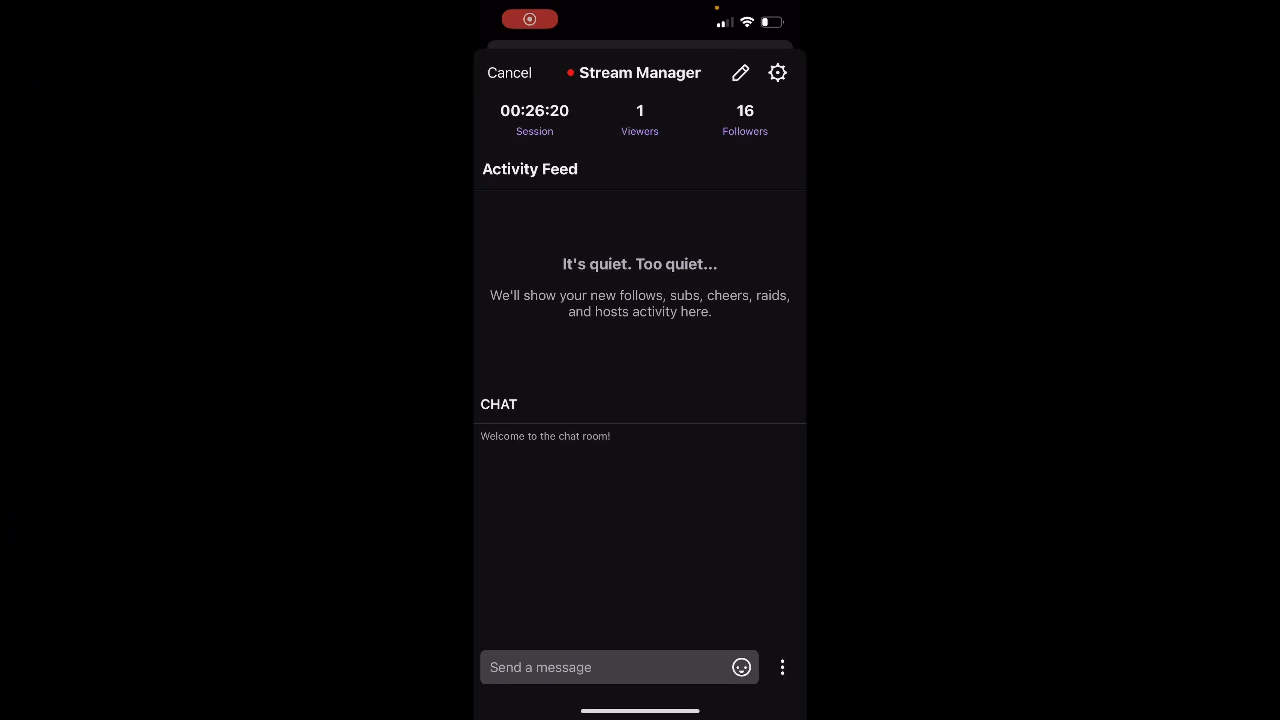 Cancel
Stream Manager
00:26:20
1
16
Session
Viewers
Followers
Activity Feed
It's quiet. Too quiet...
We'll show your new follows, subs, cheers, raids,
and hosts activity here.
CHAT
Welcome to the chat room!
Send a message